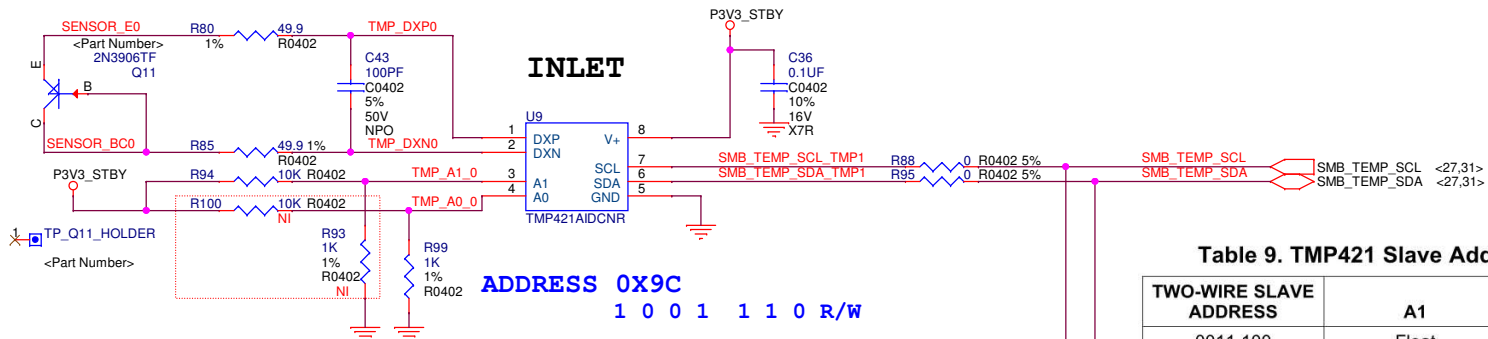 P3V3_STBY
SENSOR_E0 R80 49.9 TMP_DXP0
<Part Number> 1% R0402
2N3906TF
Q11
E
B
C
C43
100PF
C0402
5%
50V
NPO
INLET
C36
0.1UF
C0402
10%
16V
X7R
U9
1 DXP V+ 8
2 DXN
SCL 7
3 A1 SDA 6
4 A0 GND 5
TMP421AIDCNR
SENSOR_BC0 R85 49.9 1% TMP_DXN0
R0402
P3V3_STBY R94 10K R0402 TMP_A1_0
R100 10K R0402 TMP_A0_0
NI
SMB_TEMP_SCL_TMP1 R88 0 R0402 5% SMB_TEMP_SCL SMB_TEMP_SCL <27,31>
SMB_TEMP_SDA_TMP1 R95 0 R0402 5% SMB_TEMP_SDA SMB_TEMP_SDA <27,31>
1 TP_Q11_HOLDER
<Part Number>
R93
1K
1%
R0402
NI
R99
1K
1%
R0402
ADDRESS 0X9C
1 0 0 1 1 1 0 R/W
Table 9. TMP421 Slave Add
TWO-WIRE SLAVE
ADDRESS A1